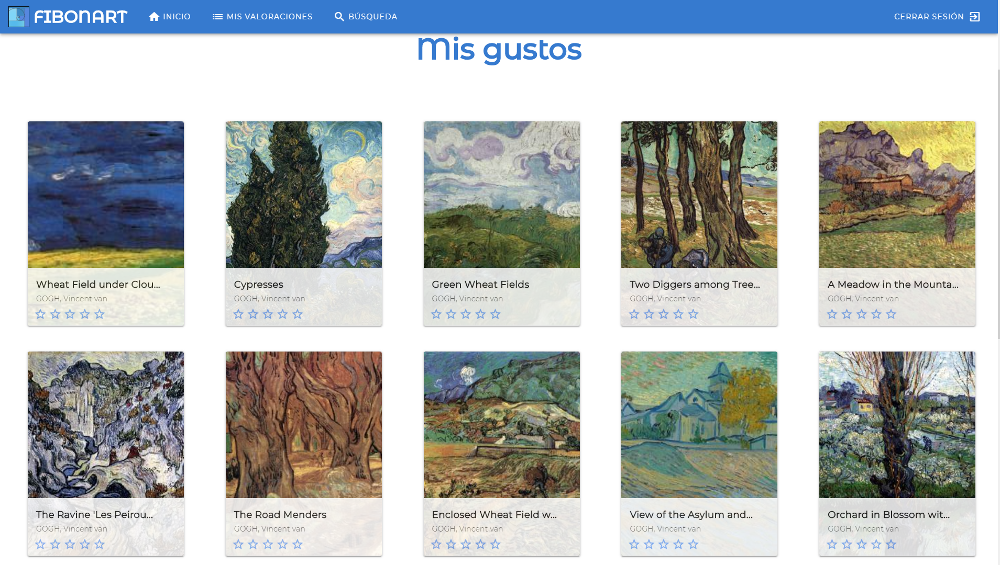 FIBONART
INICIO
MIS VALORACIONES
BÚSQUEDA
CERRAR SESIÓN
Mis gustos
Wheat Field under Clou...
GOGH, Vincent van
Cypresses
GOGH, Vincent van
Green Wheat Fields
GOGH, Vincent van
Two Diggers among Tree...
GOGH, Vincent van
A Meadow in the Mounta...
GOGH, Vincent van
The Ravine 'Les Peirou...
GOGH, Vincent van
The Road Menders
GOGH, Vincent van
Enclosed Wheat Field w...
GOGH, Vincent van
View of the Asylum and...
GOGH, Vincent van
Orchard in Blossom wit...
GOGH, Vincent van